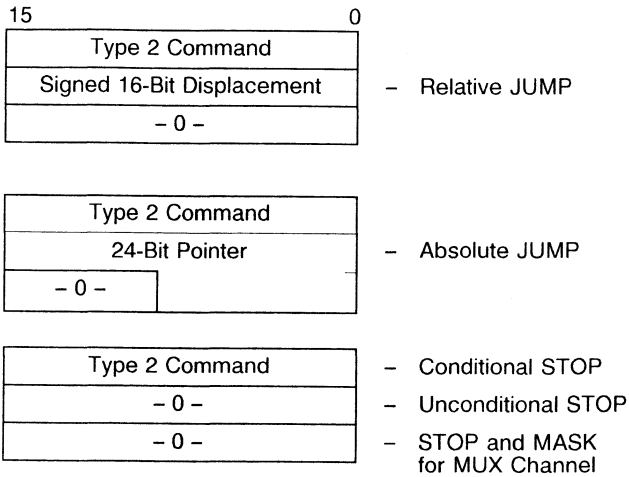 15 0
Type 2 Command
Signed 16-Bit Displacement – Relative JUMP
– 0 –
Type 2 Command
24-Bit Pointer – Absolute JUMP
– 0 –
Type 2 Command – Conditional STOP
– 0 – – Unconditional STOP
– 0 – – STOP and MASK
for MUX Channel